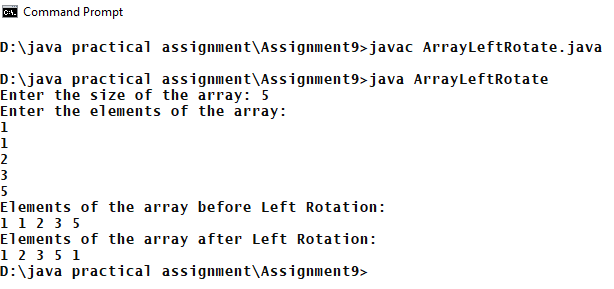 Command Prompt
D:\java practical assignment\Assignment9>javac ArrayLeftRotate.java
D:\java practical assignment\Assignment9>java ArrayLeftRotate
Enter the size of the array: 5
Enter the elements of the array:
1
1
2
3
5
Elements of the array before Left Rotation:
1 1 2 3 5
Elements of the array after Left Rotation:
1 2 3 5 1
D:\java practical assignment\Assignment9>